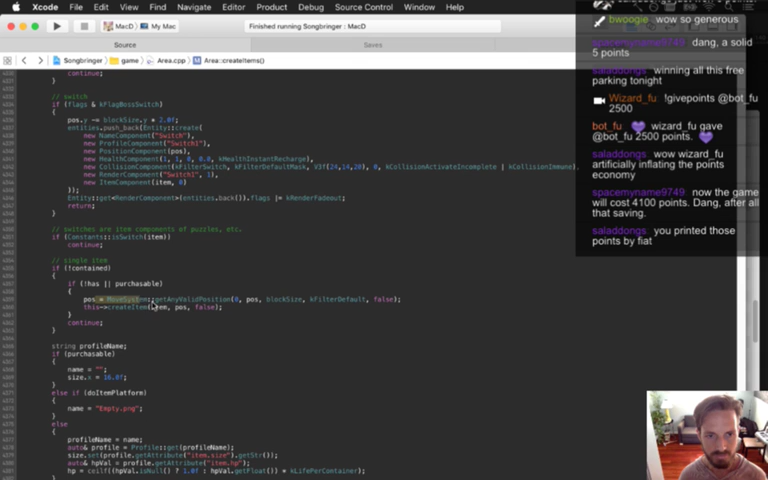 Xcode File Edit View Find Navigate Editor Product Debug Source Control Window Help
MacD My Mac
Finished running Songbringer : MacD
Source
Saves
Songbringer game Area.cpp Area::createItems()
continue;
}
// switch
if (flags & kFlagBossSwitch)
{
pos.y -= blockSize.y * 2.0f;
entities.push_back(Entity::create(
new NameComponent("Switch"),
new ProfileComponent("Switch1"),
new PositionComponent(pos),
new HealthComponent(1, 1, 0, 0.0, kHealthInstantRecharge),
new CollisionComponent(kFilterSwitch, kFilterDefaultMask, V3f(24,14,20), 0, kCollisionActivateIncomplete | kCollisionImmune),
new RenderComponent("Switch1", 1),
new ItemComponent(item, 0)
));
Entity::get<RenderComponent>(entities.back()).flags |= kRenderFadeout;
return;
}
// switches are item components of puzzles, etc.
if (Constants::isSwitch(item))
continue;
// single item
if (!contained)
{
if (!has || purchasable)
{
pos = MoveSystem::getAnyValidPosition(0, pos, blockSize, kFilterDefault, false);
this->createItem(item, pos, false);
}
continue;
}
string profileName;
if (purchasable)
{
name = "";
size.x = 16.0f;
}
else if (doItemPlatform)
{
name = "Empty.png";
}
else
{
profileName = name;
auto& profile = Profile::get(profileName);
size.set(profile.getAttribute("item.size").getStr());
auto& hpVal = profile.getAttribute("item.hp");
hp = ceilf((hpVal.isNull() ? 1.0f : hpVal.getFloat()) * kLifePerContainer);
bwoogie wow so generous
spacemyname9749: dang, a solid
5 points
saladdongs: winning all this free
parking tonight
Wizard_fu: !givepoints @bot_fu
2500
bot_fu: wizard_fu gave
@bot_fu 2500 points.
saladdongs: wow wizard_fu
artificially inflating the points
economy
spacemyname9749: now the game
will cost 4100 points. Dang, after all
that saving.
saladdongs: you printed those
points by fiat